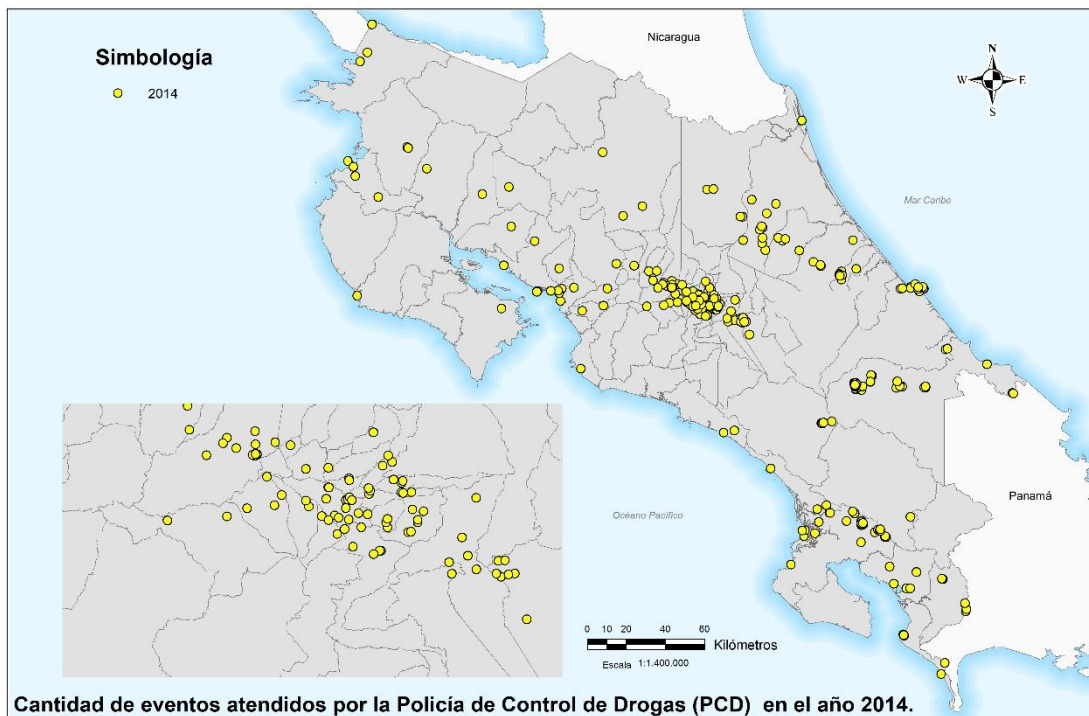 Simbología
2014
Nicaragua
N
W E
S
Mar Caribe
Panamá
Océano Pacífico
0 10 20 40 60
Kilómetros
Escala 1:1.400.000
Cantidad de eventos atendidos por la Policía de Control de Drogas (PCD) en el año 2014.